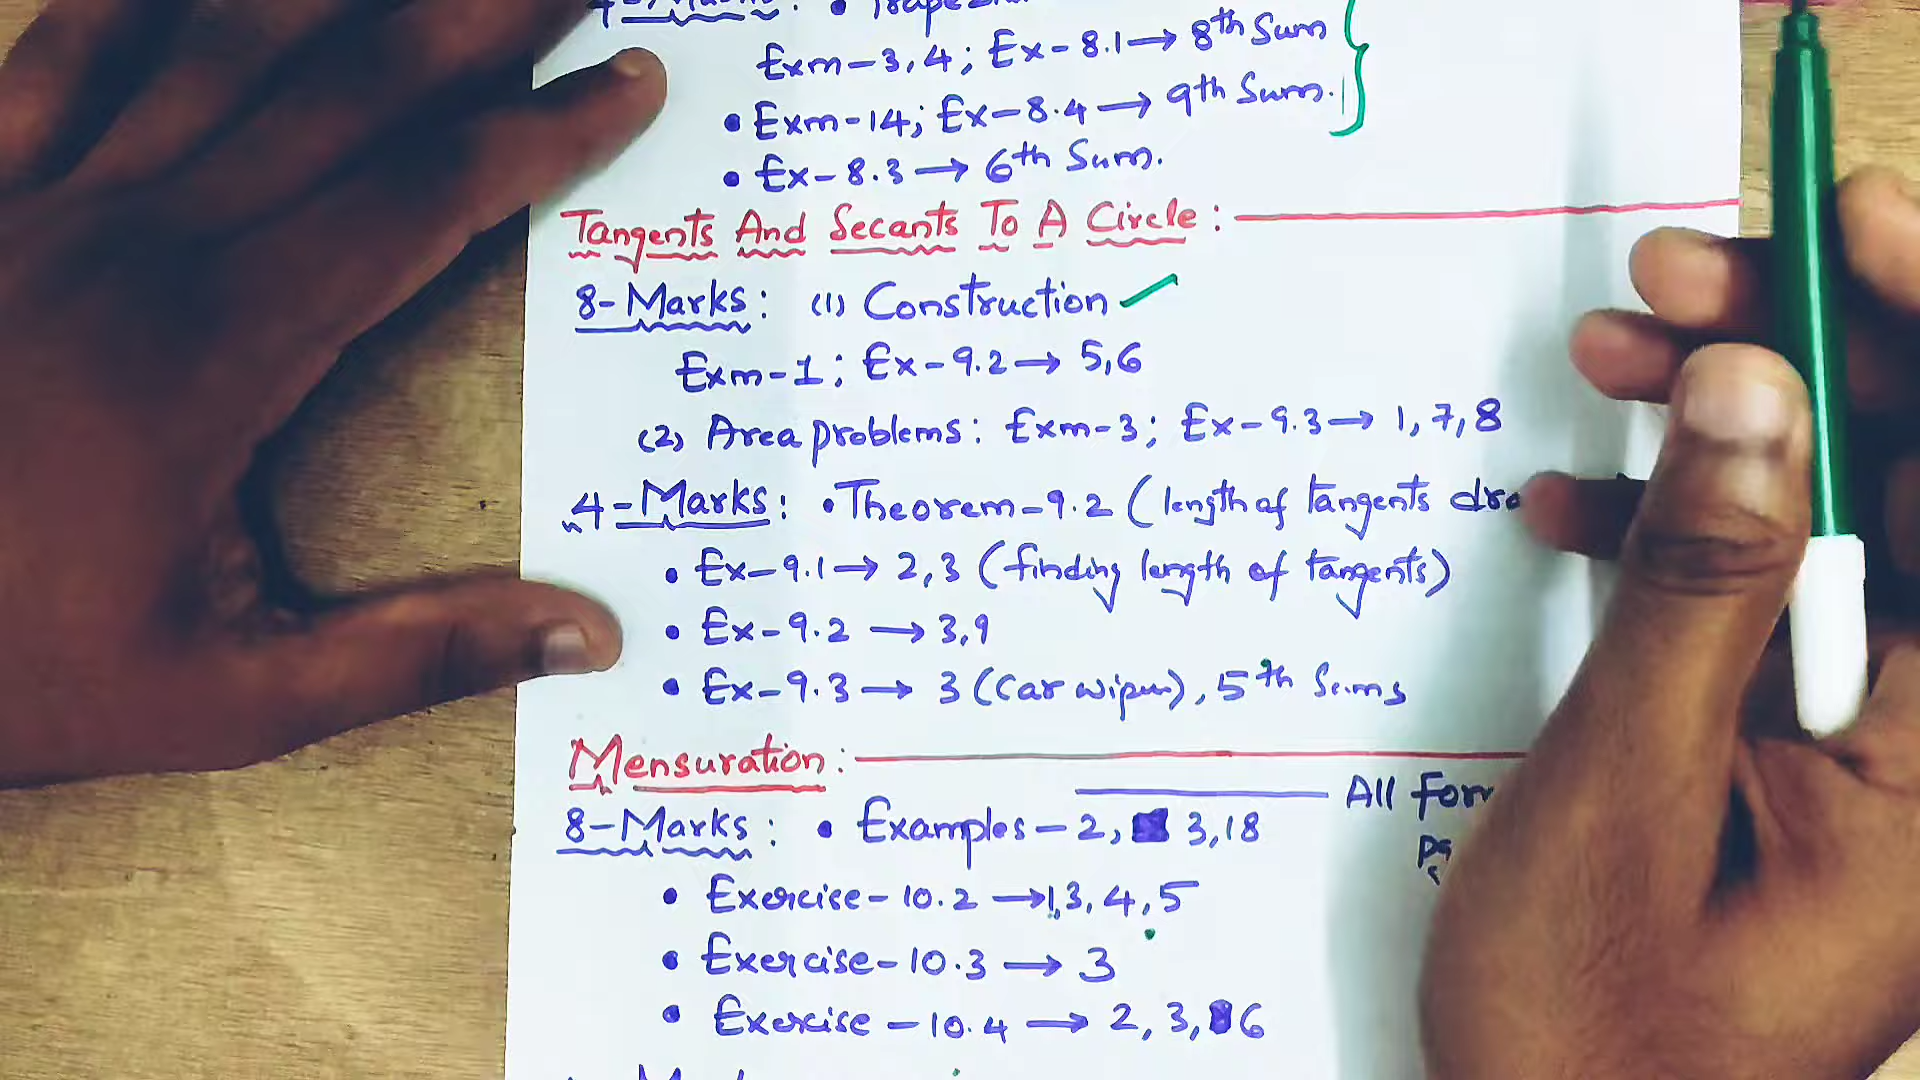 4-Marks: •
Exm-3,4; Ex-8.1→ 8th Sum
• Exm-14; Ex-8.4 → 9th Sum.
• Ex-8.3 → 6th Sum.
Tangents And Secants To A Circle:
8-Marks: (1) Construction
Exm-1; Ex-9.2→ 5,6
(2) Area problems: Exm-3; Ex-9.3→ 1,7,8
4-Marks: • Theorem-9.2 (length of tangents
• Ex-9.1→ 2,3 (finding length of tangents)
• Ex-9.2 → 3,9
• Ex-9.3 → 3 (car wiper), 5th Sums
Mensuration:
All
8-Marks: • Examples-2, 3,18
• Exercise-10.2 →1,3,4,5
• Exercise-10.3 → 3
• Exercise-10.4 → 2,3,6